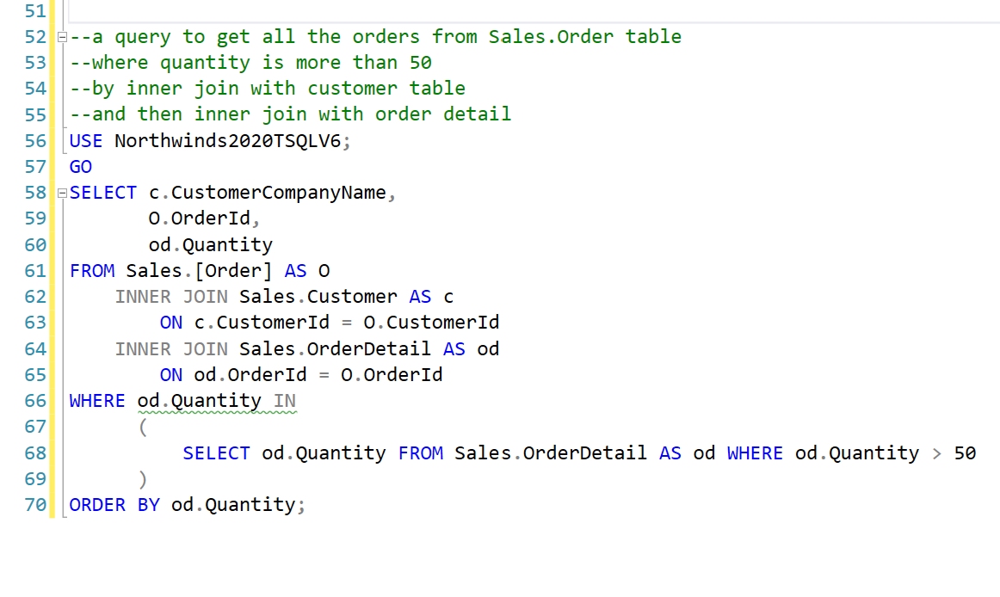 51
52 --a query to get all the orders from Sales.Order table
53 --where quantity is more than 50
54 --by inner join with customer table
55 --and then inner join with order detail
56 USE Northwinds2020TSQLV6;
57 GO
58 SELECT c.CustomerCompanyName,
59        O.OrderId,
60        od.Quantity
61 FROM Sales.[Order] AS O
62     INNER JOIN Sales.Customer AS c
63         ON c.CustomerId = O.CustomerId
64     INNER JOIN Sales.OrderDetail AS od
65         ON od.OrderId = O.OrderId
66 WHERE od.Quantity IN
67       (
68           SELECT od.Quantity FROM Sales.OrderDetail AS od WHERE od.Quantity > 50
69       )
70 ORDER BY od.Quantity;